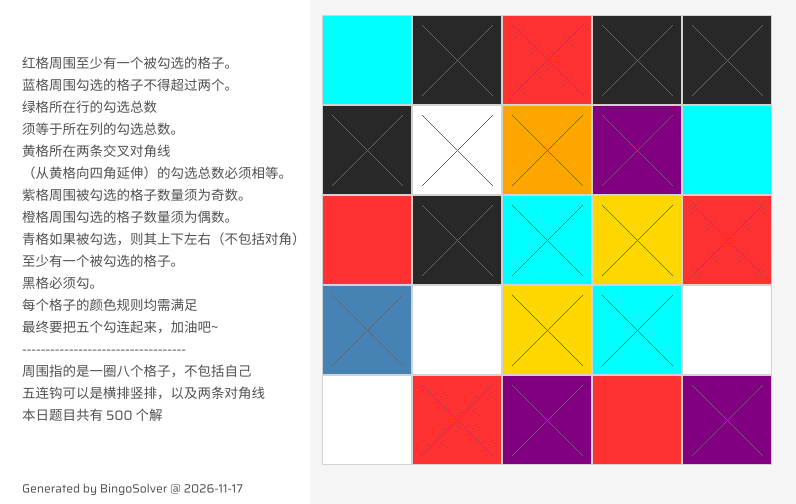 红格周围至少有一个被勾选的格子。
蓝格周围勾选的格子不得超过两个。
绿格所在行的勾选总数
须等于所在列的勾选总数。
黄格所在两条交叉对角线
（从黄格向四角延伸）的勾选总数必须相等。
紫格周围被勾选的格子数量须为奇数。
橙格周围勾选的格子数量须为偶数。
青格如果被勾选，则其上下左右（不包括对角）
至少有一个被勾选的格子。
黑格必须勾。
每个格子的颜色规则均需满足
最终要把五个勾连起来，加油吧~
-----------------------------------
周围指的是一圈八个格子，不包括自己
五连钩可以是横排竖排，以及两条对角线
本日题目共有 500 个解
Generated by BingoSolver @ 2026-11-17